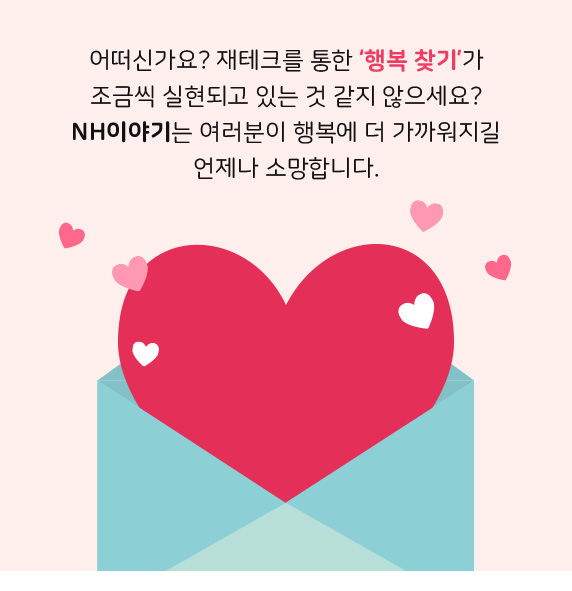 어떠신가요? 재테크를 통한 ‘행복 찾기’가
조금씩 실현되고 있는 것 같지 않으세요?
NH이야기는 여러분이 행복에 더 가까워지길
언제나 소망합니다.